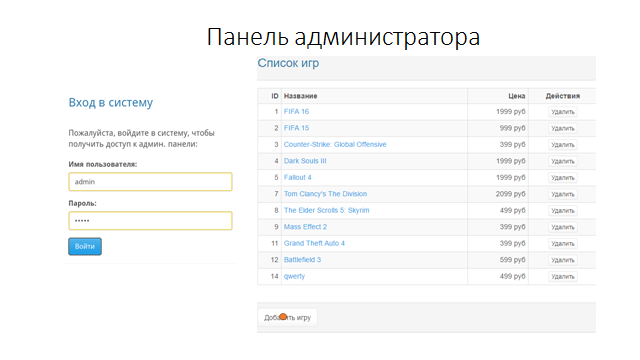 Панель администратора
Вход в систему
Пожалуйста, войдите в систему, чтобы
получить доступ к админ. панели:
Имя пользователя:
admin
Пароль:
•••••
Войти
Список игр
ID Название Цена Действия
1 FIFA 16 1999 руб Удалить
2 FIFA 15 999 руб Удалить
3 Counter-Strike: Global Offensive 399 руб Удалить
4 Dark Souls III 1999 руб Удалить
5 Fallout 4 1999 руб Удалить
7 Tom Clancy's The Division 2099 руб Удалить
8 The Elder Scrolls 5: Skyrim 499 руб Удалить
9 Mass Effect 2 399 руб Удалить
11 Grand Theft Auto 4 399 руб Удалить
12 Battlefield 3 599 руб Удалить
14 qwerty 499 руб Удалить
Добавить игру